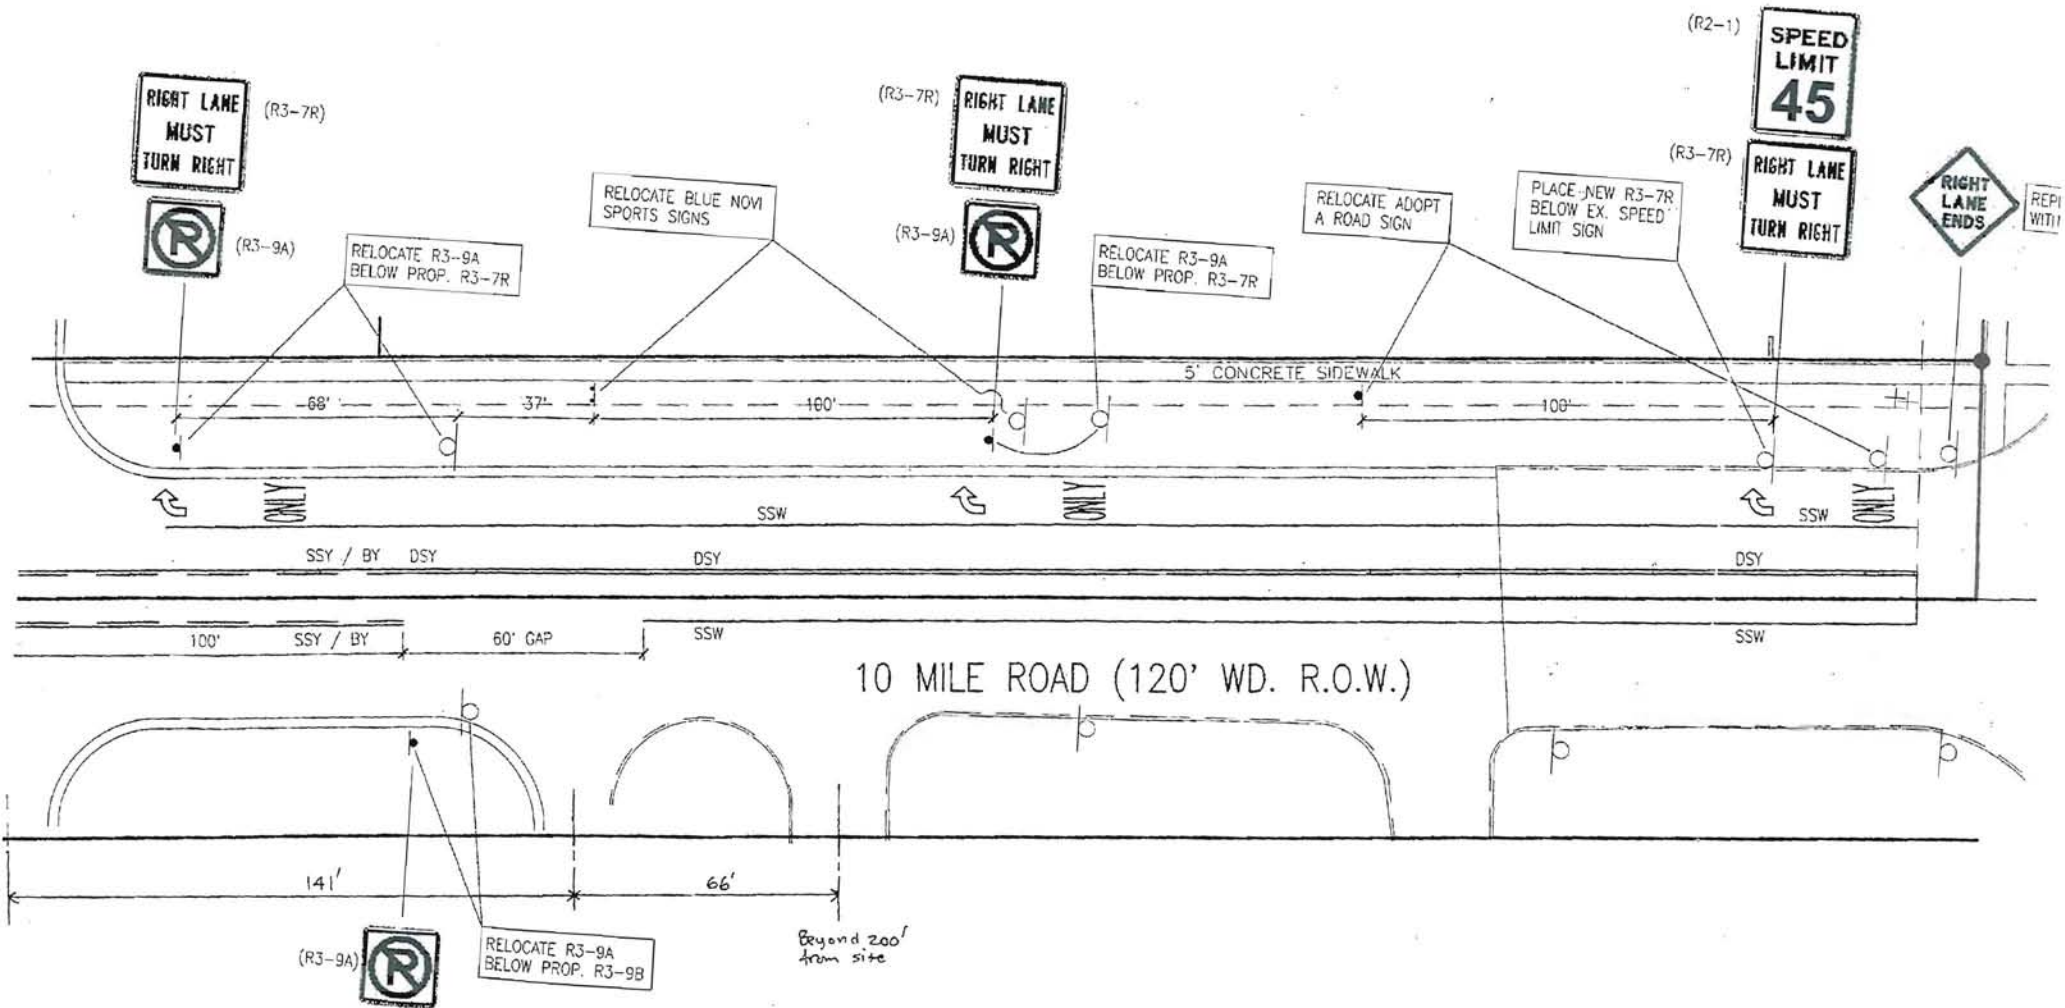 (R2-1)
SPEED
LIMIT
45
RIGHT LANE
MUST
TURN RIGHT
(R3-7R)
(R3-7R)
RIGHT LANE
MUST
TURN RIGHT
(R3-7R)
RIGHT LANE
MUST
TURN RIGHT
RIGHT
LANE
ENDS
P
(R3-9A)
RELOCATE R3-9A
BELOW PROP. R3-7R
RELOCATE BLUE NOVI
SPORTS SIGNS
(R3-9A)
P
RELOCATE R3-9A
BELOW PROP. R3-7R
RELOCATE ADOPT
A ROAD SIGN
PLACE NEW R3-7R
BELOW EX. SPEED
LIMIT SIGN
5' CONCRETE SIDEWALK
68'
37'
100'
100'
ONLY
ONLY
ONLY
SSW
SSW
SSY / BY
DSY
DSY
DSY
100'
SSY / BY
60' GAP
SSW
SSW
10 MILE ROAD (120' WD. R.O.W.)
141'
66'
Beyond 200'
from site
(R3-9A)
P
RELOCATE R3-9A
BELOW PROP. R3-9B